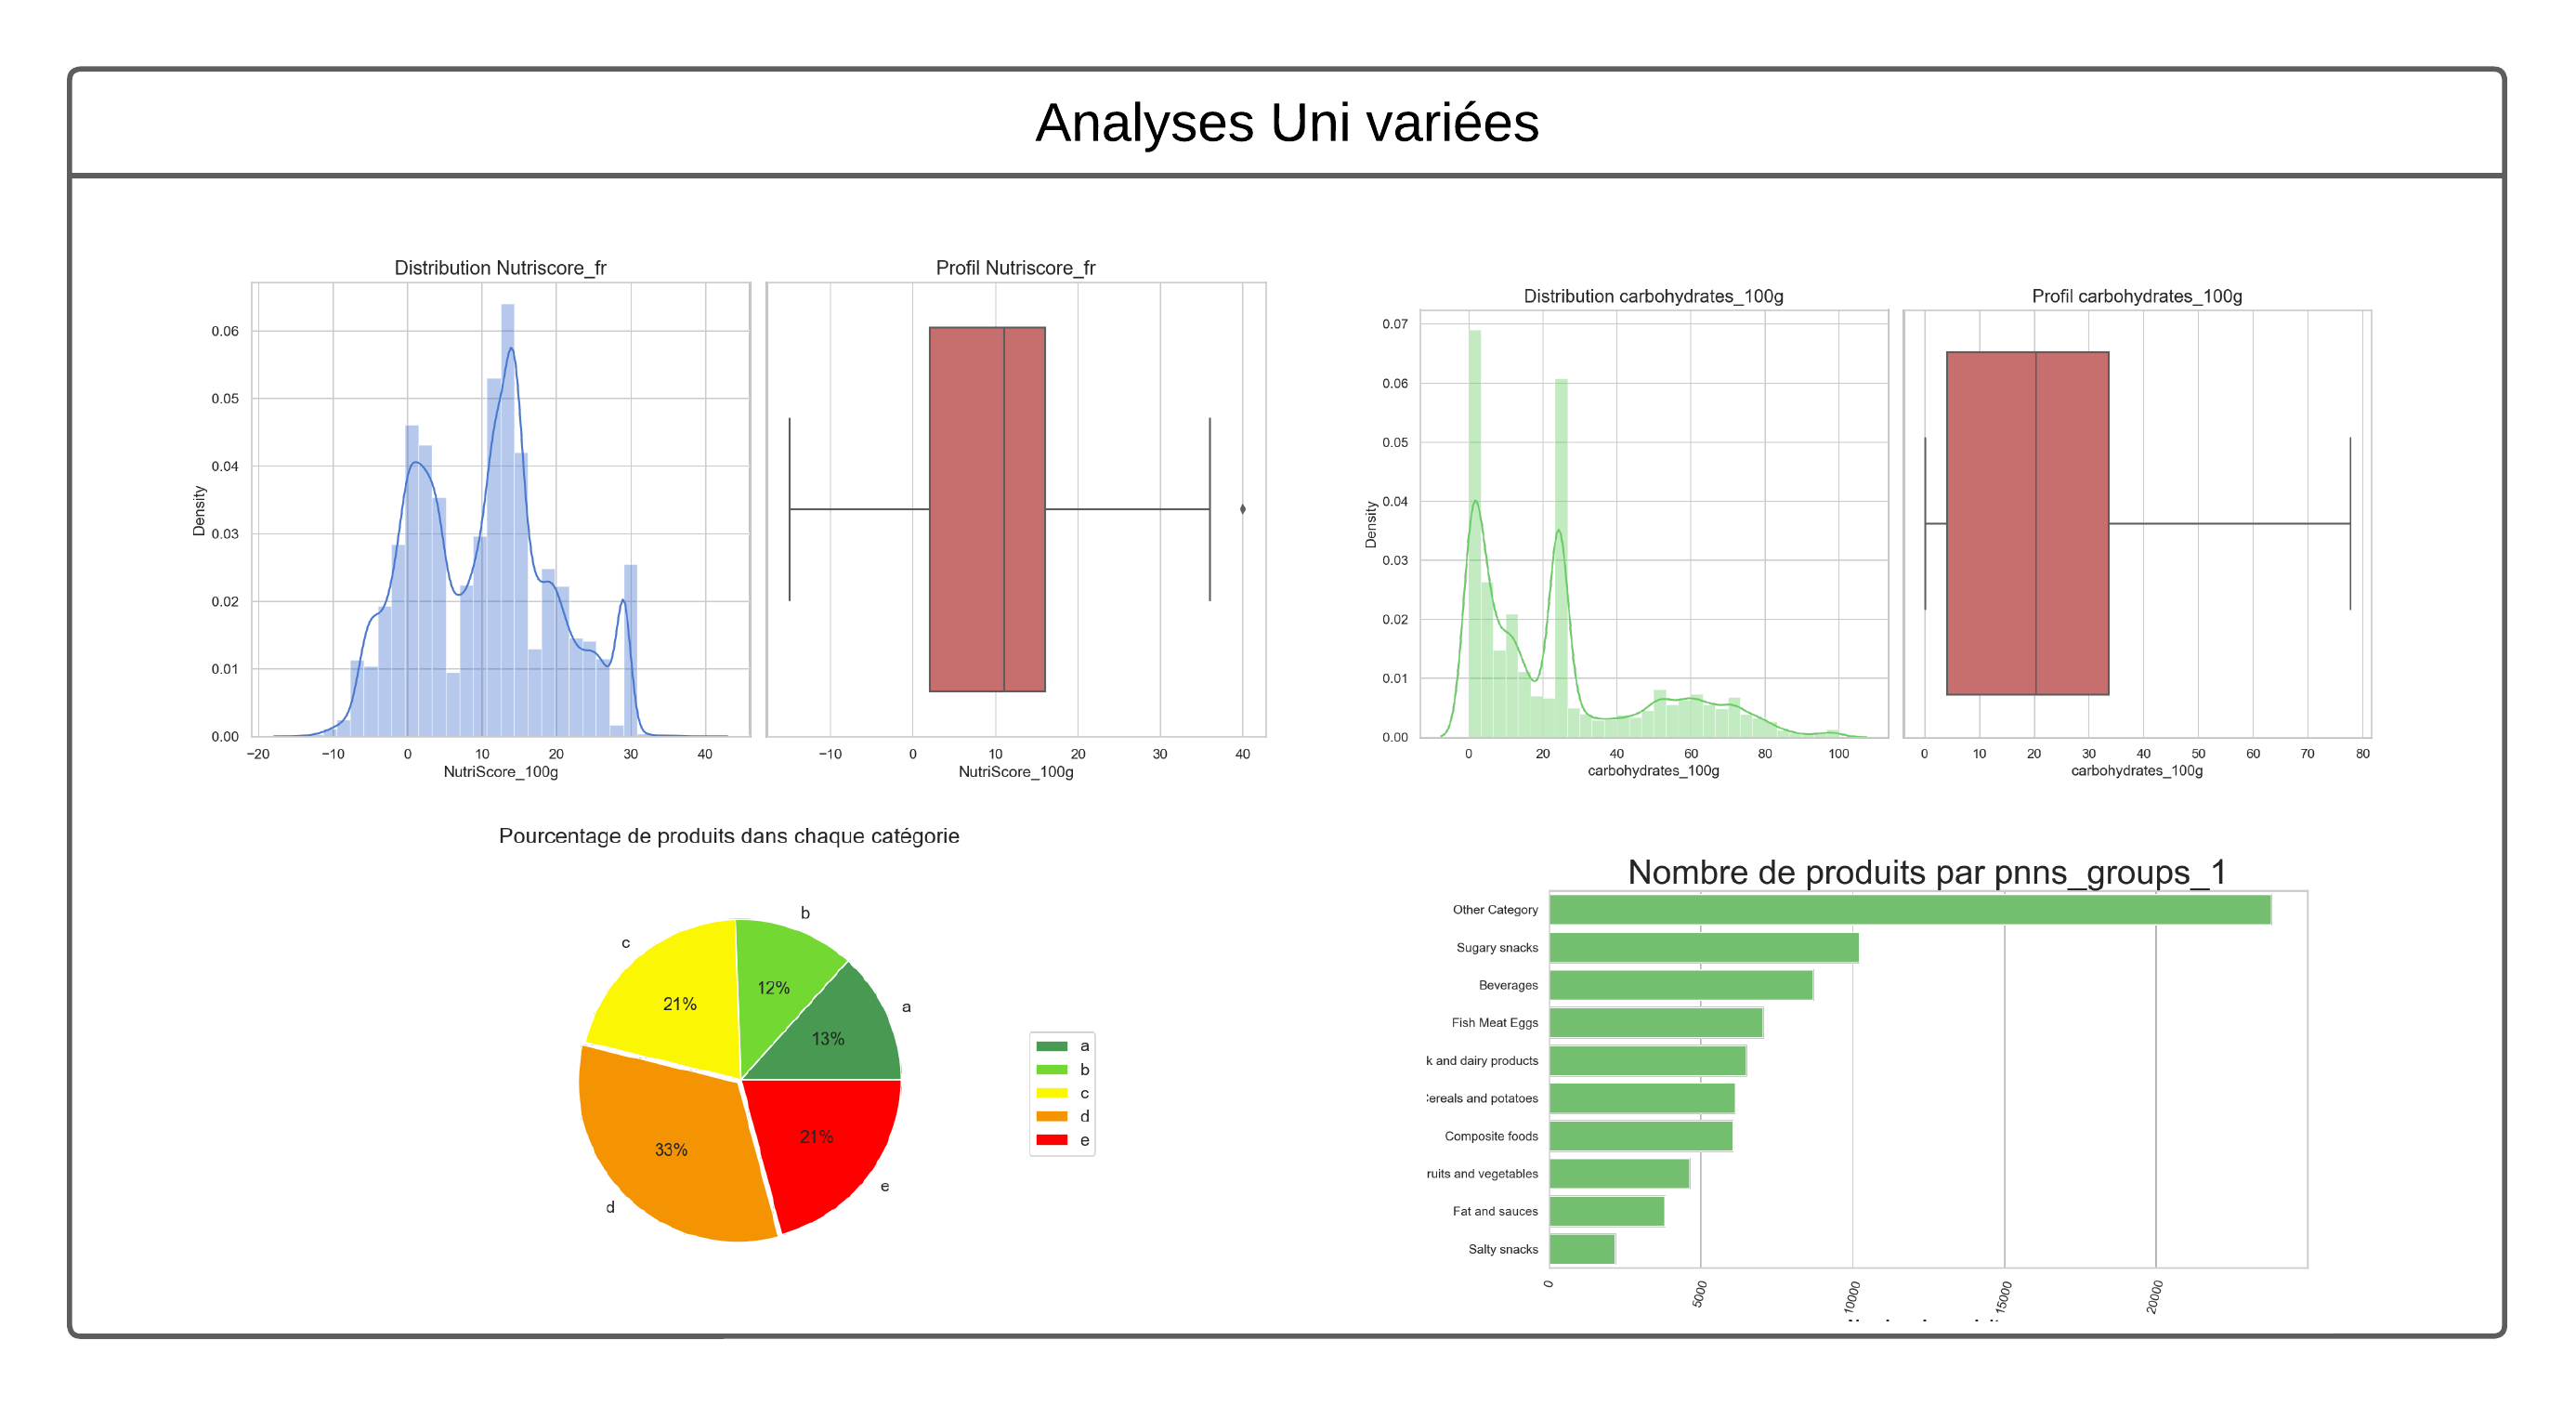 Analyses Uni variées
Distribution Nutriscore_fr
Density
0.06
0.05
0.04
0.03
0.02
0.01
0.00
−20 −10 0 10 20 30 40
NutriScore_100g
Profil Nutriscore_fr
−10 0 10 20 30 40
NutriScore_100g
Distribution carbohydrates_100g
Density
0.07
0.06
0.05
0.04
0.03
0.02
0.01
0.00
0 20 40 60 80 100
carbohydrates_100g
Profil carbohydrates_100g
0 10 20 30 40 50 60 70 80
carbohydrates_100g
Pourcentage de produits dans chaque catégorie
b
c
12%
21%
a
13%
33%
21%
d
e
a
b
c
d
e
Nombre de produits par pnns_groups_1
Other Category
Sugary snacks
Beverages
Fish Meat Eggs
k and dairy products
ereals and potatoes
Composite foods
ruits and vegetables
Fat and sauces
Salty snacks
0 5000 10000 15000 20000